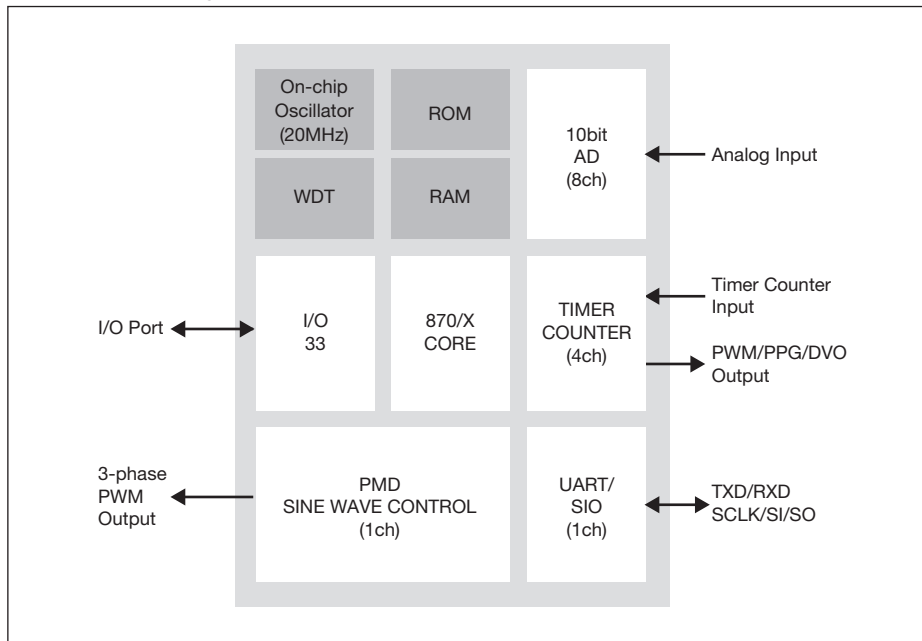 On-chip
Oscillator
(20MHz)
ROM
10bit
AD
(8ch)
Analog Input
WDT
RAM
I/O Port
I/O
33
870/X
CORE
TIMER
COUNTER
(4ch)
Timer Counter
Input
PWM/PPG/DVO
Output
3-phase
PWM
Output
PMD
SINE WAVE CONTROL
(1ch)
UART/
SIO
(1ch)
TXD/RXD
SCLK/SI/SO